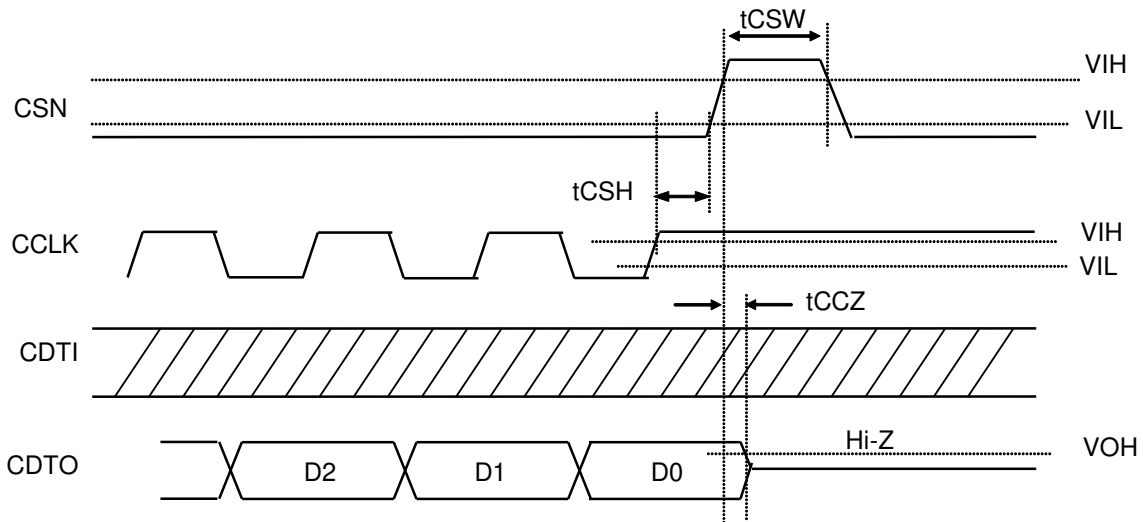 tCSW
VIH
CSN
VIL
tCSH
CCLK
VIH
VIL
tCCZ
CDTI
Hi-Z
CDTO
D2
D1
D0
VOH